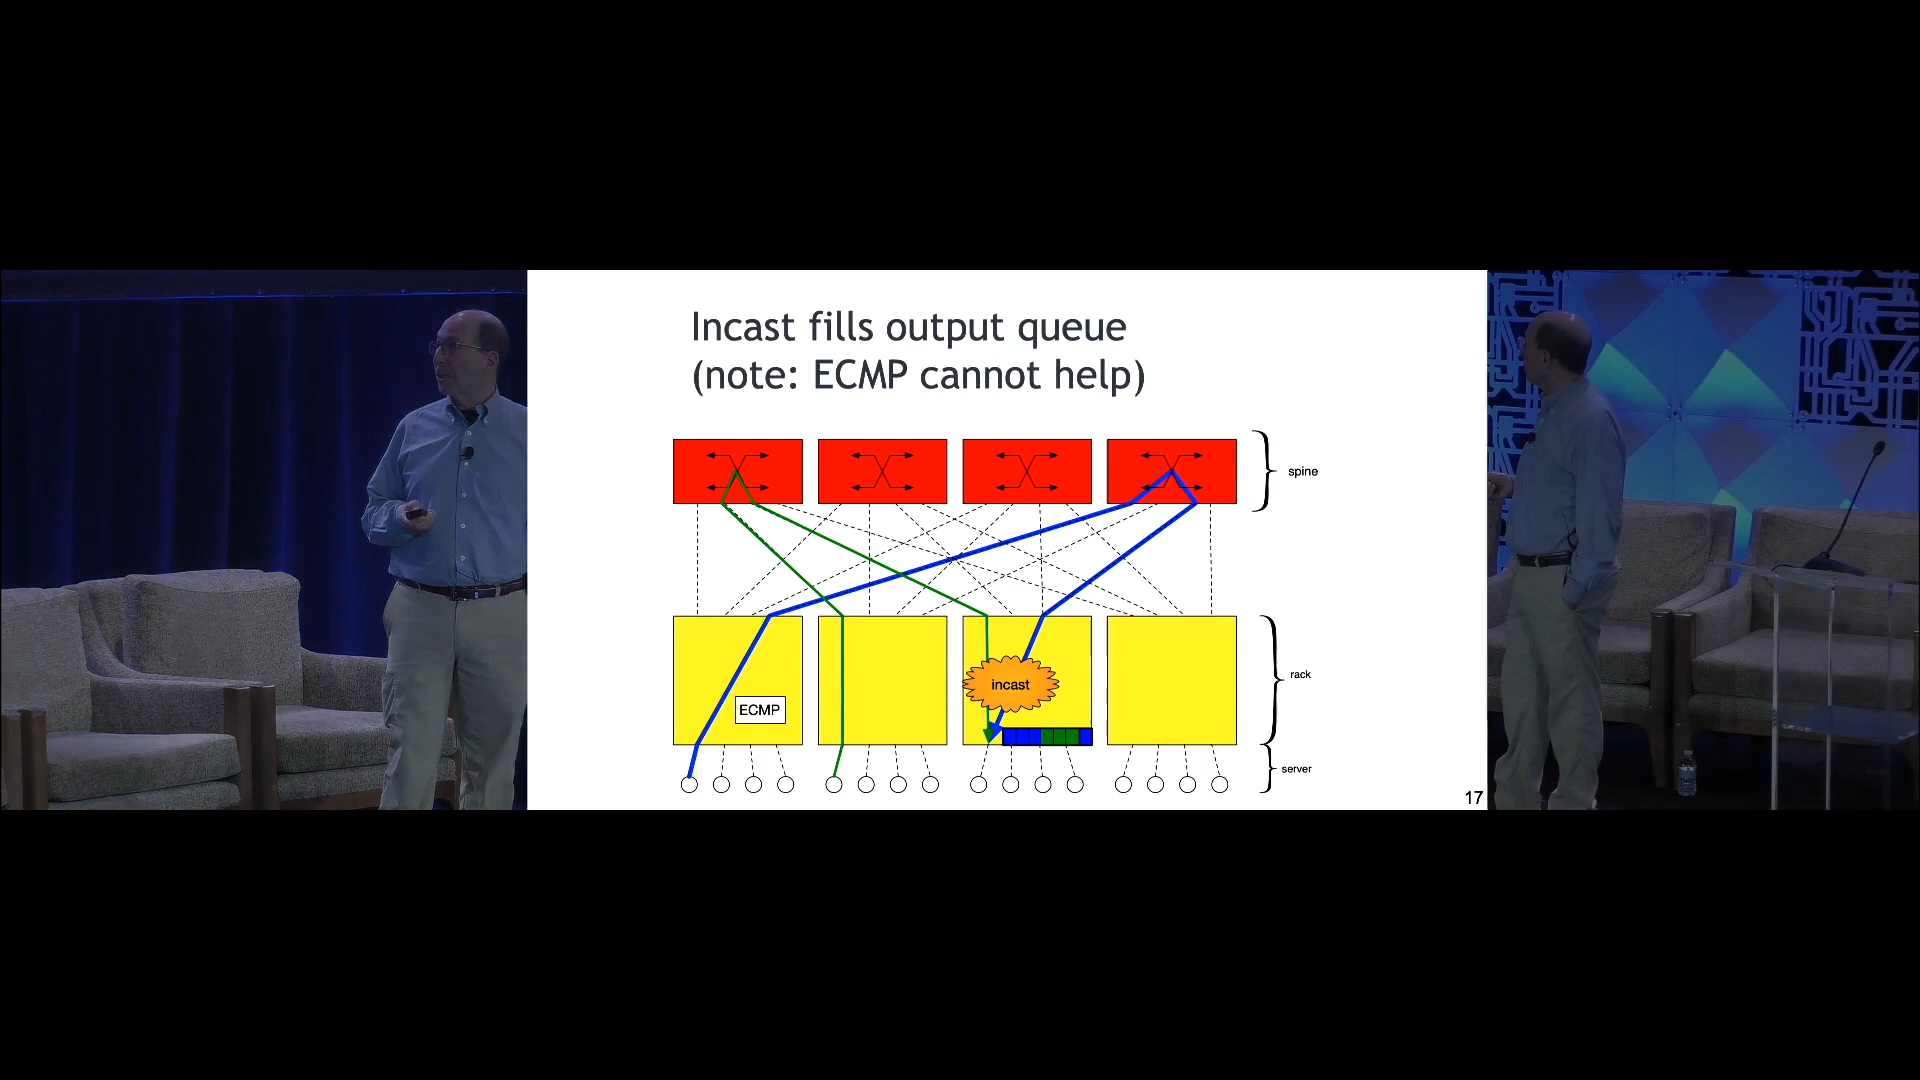 Incast fills output queue
(note: ECMP cannot help)
spine
rack
incast
ECMP
server
17